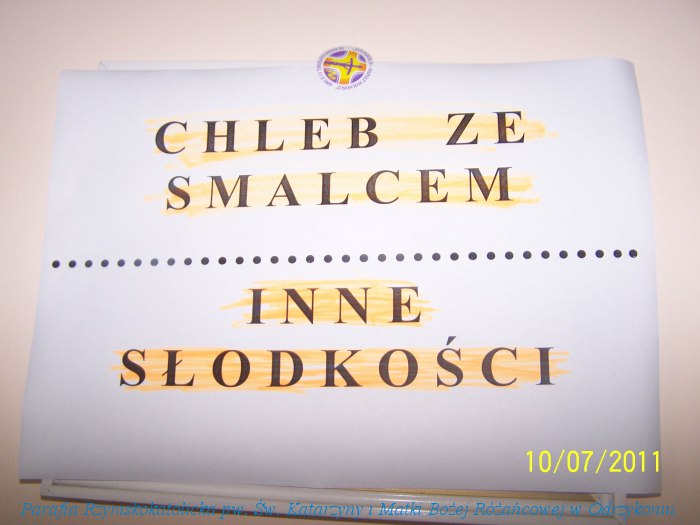 CHLEB ZE
SMALCEM
INNE
SŁODKOŚCI
10/07/2011
Parafia Rzymskokatolicka pw. Św. Katarzyny i Matki Bożej Różańcowej w Odrzykoniu